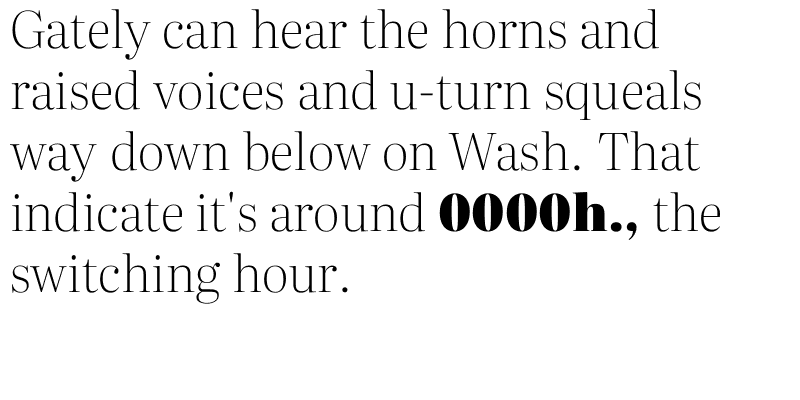 Gately can hear the horns and
raised voices and u-turn squeals
way down below on Wash. That
indicate it's around 0000h., the
switching hour.